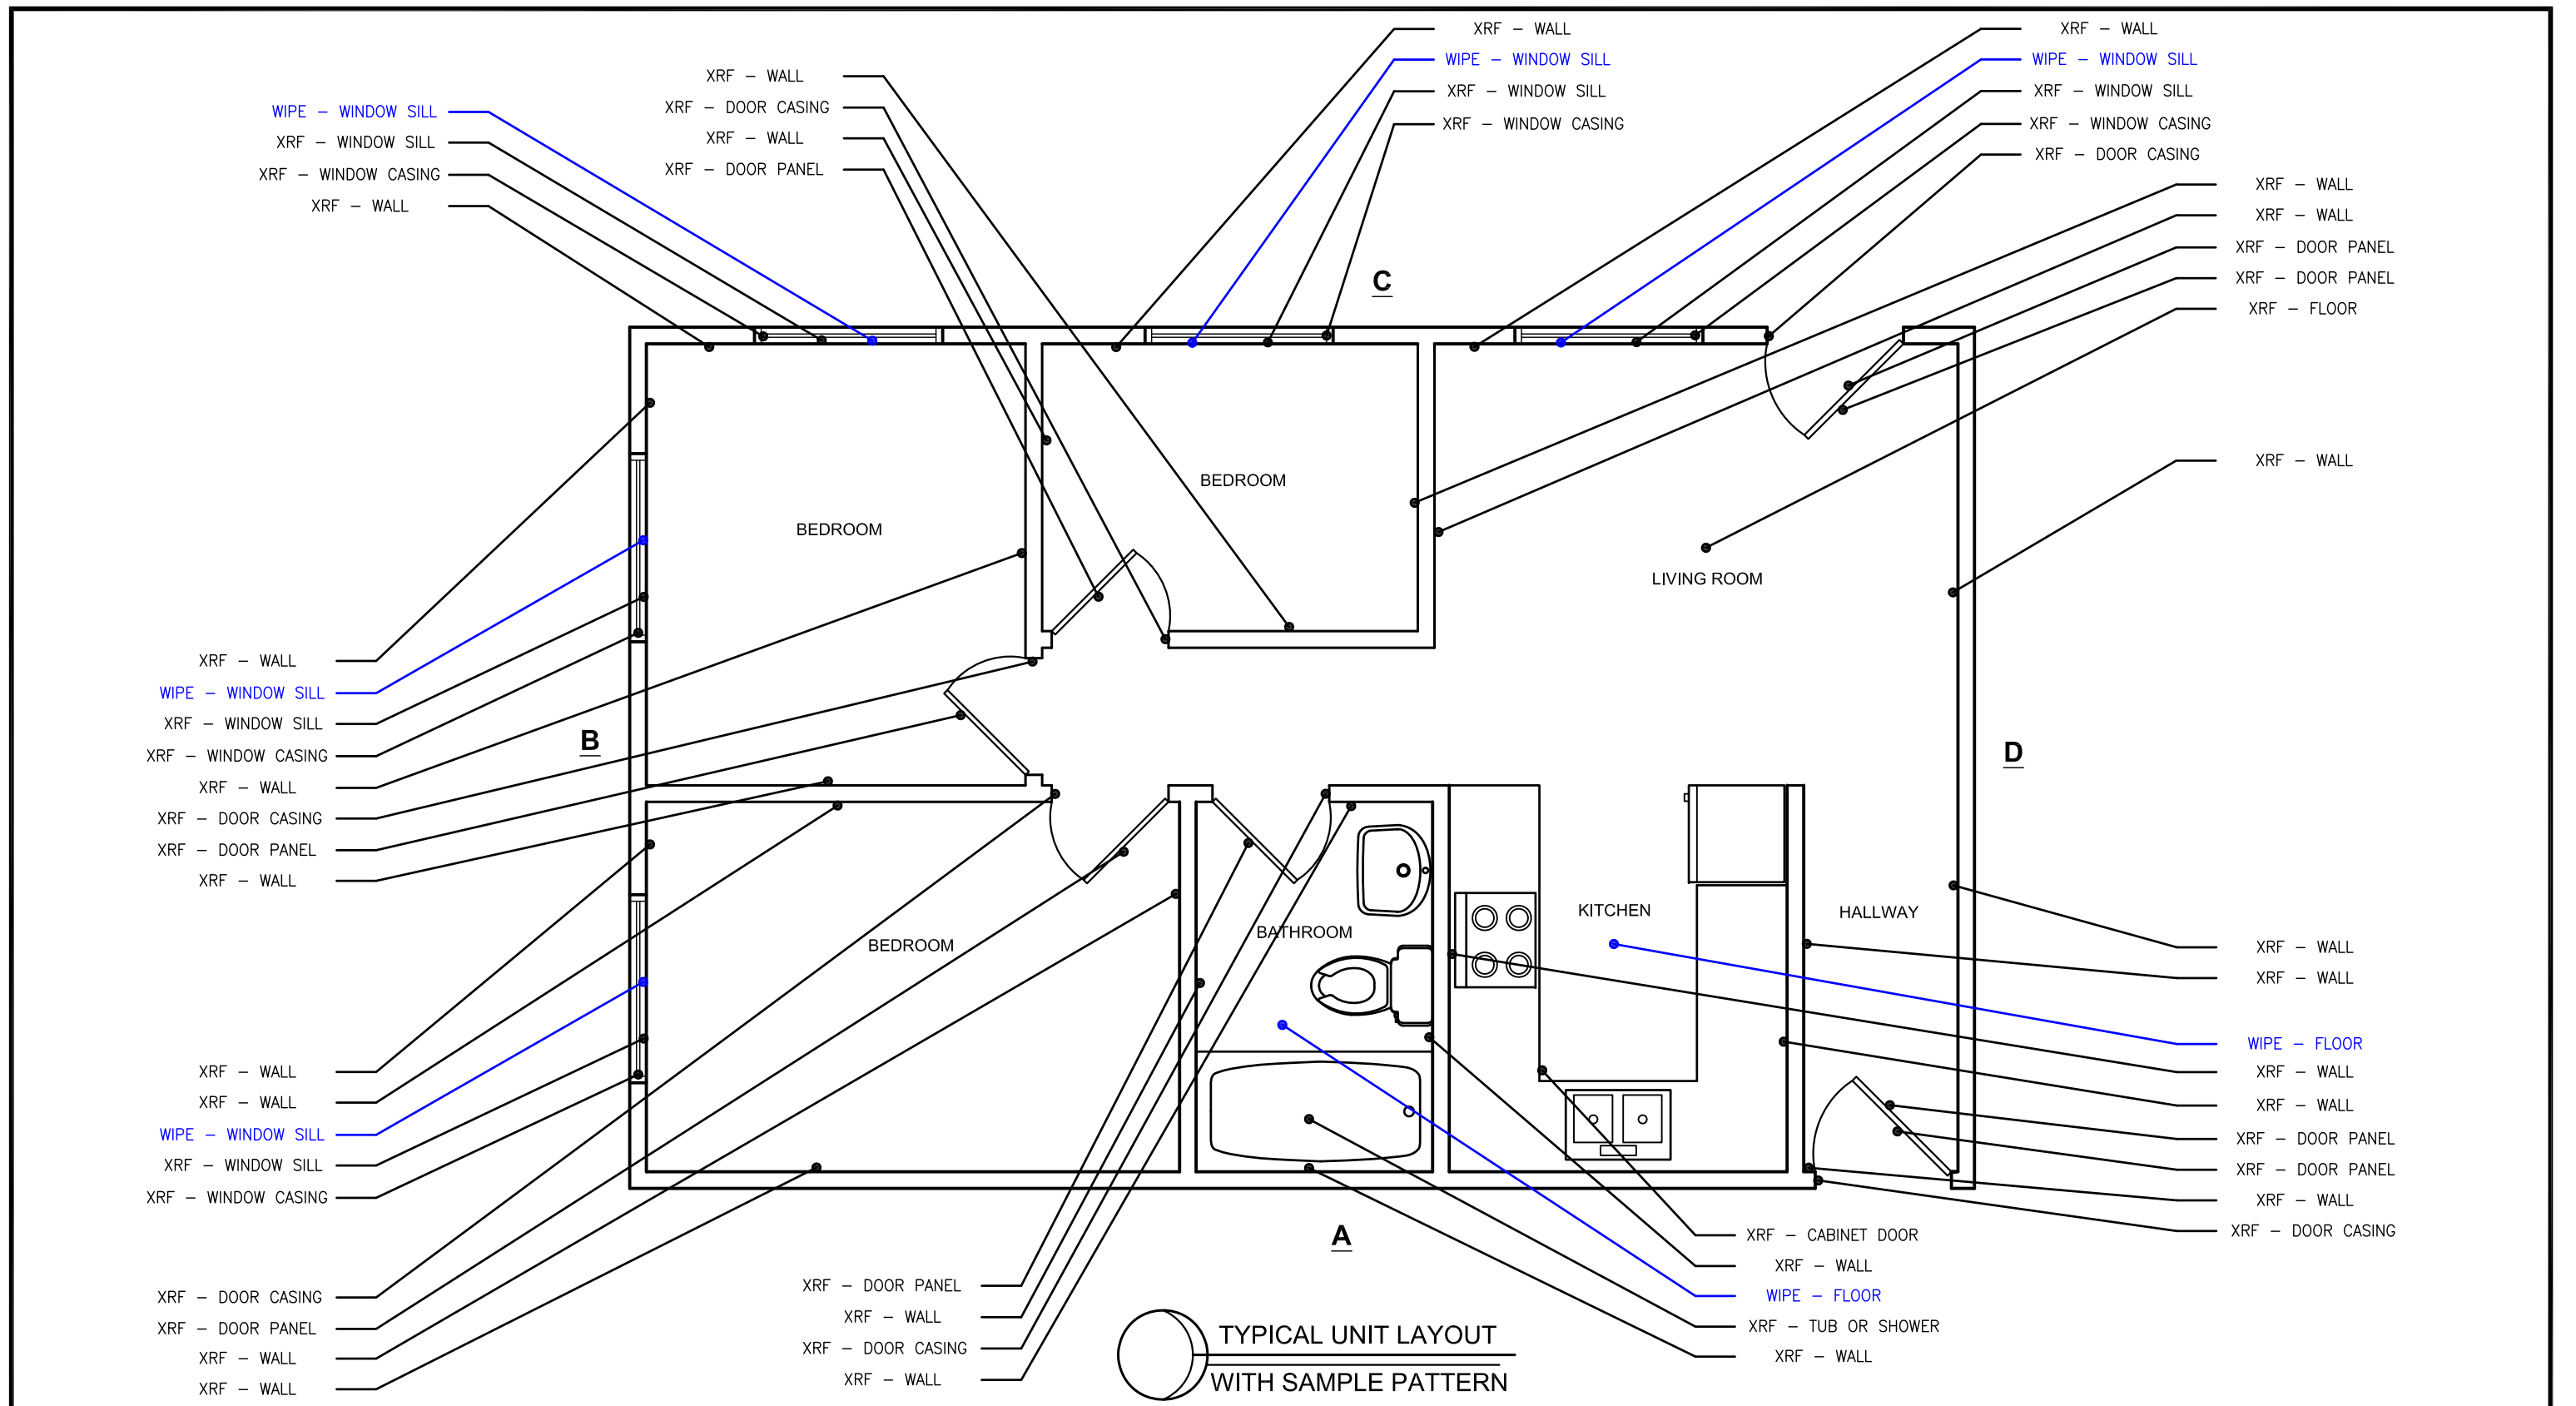 WIPE – WINDOW SILL
XRF – WINDOW SILL
XRF – WINDOW CASING
XRF – WALL
XRF – WALL
XRF – DOOR CASING
XRF – WALL
XRF – DOOR PANEL
XRF – WALL
WIPE – WINDOW SILL
XRF – WINDOW SILL
XRF – WINDOW CASING
XRF – WALL
WIPE – WINDOW SILL
XRF – WINDOW SILL
XRF – WINDOW CASING
XRF – DOOR CASING
XRF – WALL
XRF – WALL
XRF – DOOR PANEL
XRF – DOOR PANEL
XRF – FLOOR
XRF – WALL
C
BEDROOM
BEDROOM
LIVING ROOM
B
D
XRF – WALL
WIPE – WINDOW SILL
XRF – WINDOW SILL
XRF – WINDOW CASING
XRF – WALL
XRF – DOOR CASING
XRF – DOOR PANEL
XRF – WALL
BEDROOM
BATHROOM
KITCHEN
HALLWAY
XRF – WALL
XRF – WALL
WIPE – WINDOW SILL
XRF – WINDOW SILL
XRF – WINDOW CASING
XRF – WALL
XRF – WALL
WIPE – FLOOR
XRF – WALL
XRF – WALL
XRF – DOOR PANEL
XRF – DOOR PANEL
XRF – WALL
XRF – DOOR CASING
XRF – DOOR CASING
XRF – DOOR PANEL
XRF – WALL
XRF – WALL
XRF – DOOR PANEL
XRF – WALL
XRF – DOOR CASING
XRF – WALL
A
XRF – CABINET DOOR
XRF – WALL
WIPE – FLOOR
XRF – TUB OR SHOWER
XRF – WALL
TYPICAL UNIT LAYOUT
WITH SAMPLE PATTERN